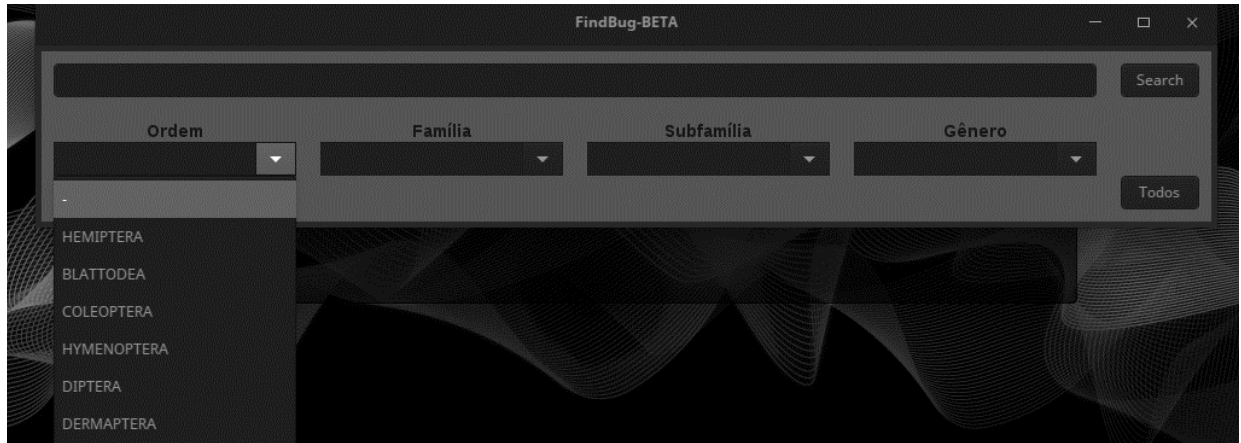 FindBug-BETA
Search
Ordem Família Subfamília Gênero
Todos
-
HEMIPTERA
BLATTODEA
COLEOPTERA
HYMENOPTERA
DIPTERA
DERMAPTERA